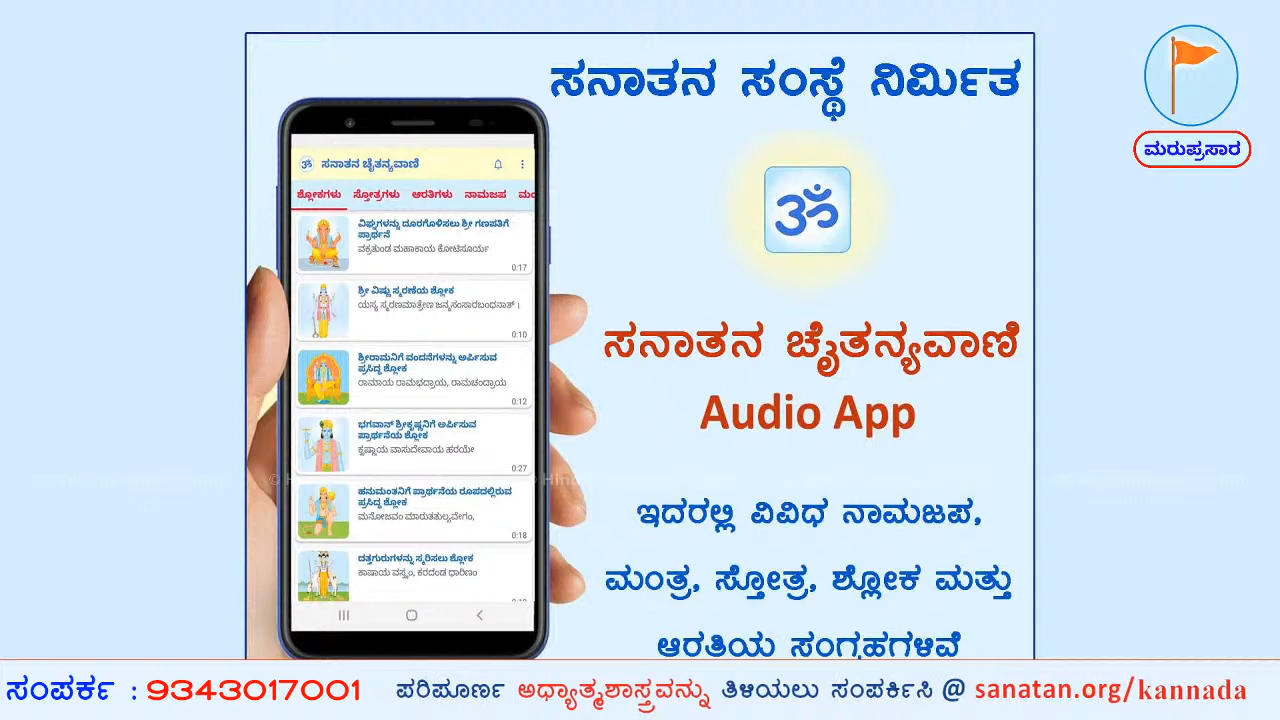 ಸನಾತನ ಸಂಸ್ಥೆ ನಿರ್ಮಿತ
ಮರುಪ್ರಸಾರ
ॐ ಸನಾತನ ಚೈತನ್ಯವಾಣಿ
ಶ್ಲೋಕಗಳು ಸ್ತೋತ್ರಗಳು ಆರತಿಗಳು ನಾಮಜಪ ಮಂ
ವಿಘ್ನಗಳನ್ನು ದೂರಗೊಳಿಸಲು ಶ್ರೀ ಗಣಪತಿಗೆ
ಪ್ರಾರ್ಥನೆ
ವಕ್ರತುಂಡ ಮಹಾಕಾಯ ಕೋಟಿಸೂರ್ಯ
0:17
ಶ್ರೀ ವಿಷ್ಣು ಸ್ಮರಣೆಯ ಶ್ಲೋಕ
ಯಸ್ಯ ಸ್ಮರಣಮಾತ್ರೇಣ ಜನ್ಮಸಂಸಾರಬಂಧನಾತ್ ।
0:10
ಶ್ರೀರಾಮನಿಗೆ ವಂದನೆಗಳನ್ನು ಅರ್ಪಿಸುವ
ಪ್ರಸಿದ್ಧ ಶ್ಲೋಕ
ರಾಮಾಯ ರಾಮಭದ್ರಾಯ, ರಾಮಚಂದ್ರಾಯ
0:12
ಭಗವಾನ್ ಶ್ರೀಕೃಷ್ಣನಿಗೆ ಅರ್ಪಿಸುವ
ಪ್ರಾರ್ಥನೆಯ ಶ್ಲೋಕ
ಕೃಷ್ಣಾಯ ವಾಸುದೇವಾಯ ಹರಯೇ
0:27
ಹನುಮಂತನಿಗೆ ಪ್ರಾರ್ಥನೆಯ ರೂಪದಲ್ಲಿರುವ
ಪ್ರಸಿದ್ಧ ಶ್ಲೋಕ
ಮನೋಜವಂ ಮಾರುತತುಲ್ಯವೇಗಂ,
0:18
ದತ್ತಗುರುಗಳನ್ನು ಸ್ಮರಿಸಲು ಶ್ಲೋಕ
ಕಾಷಾಯ ವಸ್ತ್ರಂ, ಕರದಂಡ ಧಾರಿಣಂ
ॐ
ಸನಾತನ ಚೈತನ್ಯವಾಣಿ
Audio App
ಇದರಲ್ಲಿ ವಿವಿಧ ನಾಮಜಪ,
ಮಂತ್ರ, ಸ್ತೋತ್ರ, ಶ್ಲೋಕ ಮತ್ತು
ಆರತಿಯ ಸಂಗ್ರಹಗಳಿವೆ
ಸಂಪರ್ಕ : 9343017001 ಪರಿಪೂರ್ಣ ಅಧ್ಯಾತ್ಮಶಾಸ್ತ್ರವನ್ನು ತಿಳಿಯಲು ಸಂಪರ್ಕಿಸಿ @ sanatan.org/kannada